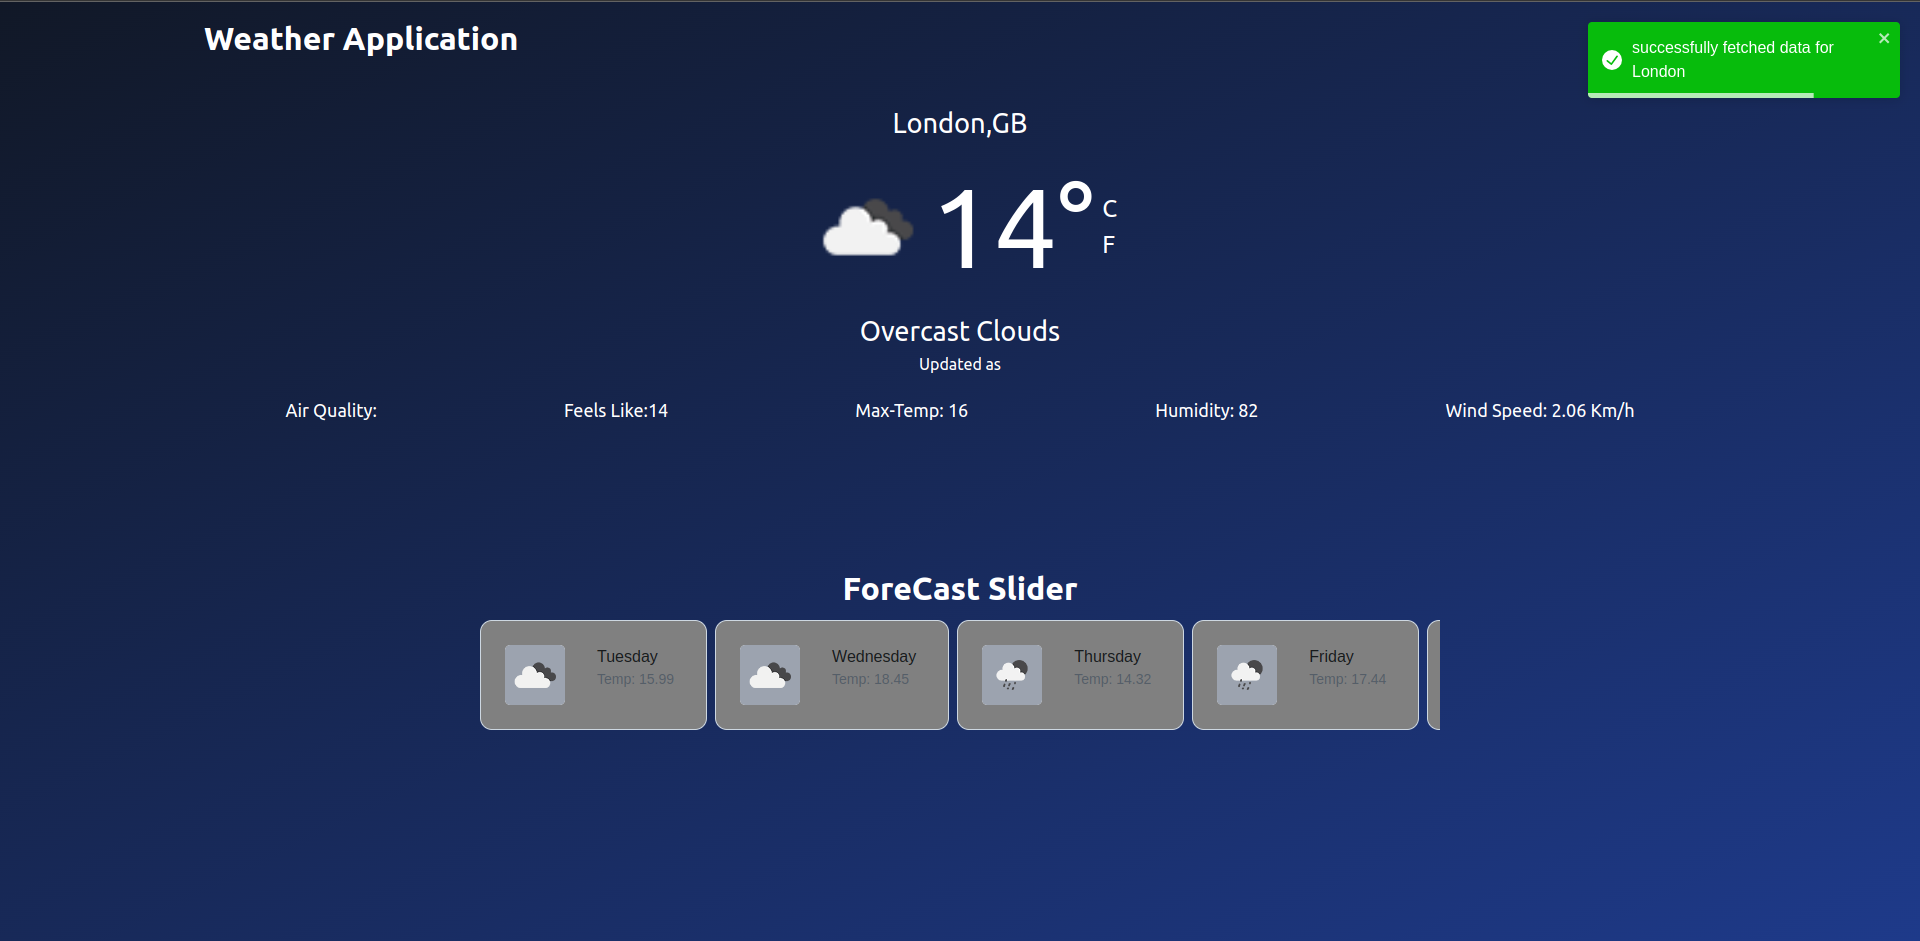 Weather Application
successfully fetched data for
London
London,GB
14°
C
F
Overcast Clouds
Updated as
Air Quality:
Feels Like:14
Max-Temp: 16
Humidity: 82
Wind Speed: 2.06 Km/h
ForeCast Slider
Tuesday
Temp: 15.99
Wednesday
Temp: 18.45
Thursday
Temp: 14.32
Friday
Temp: 17.44